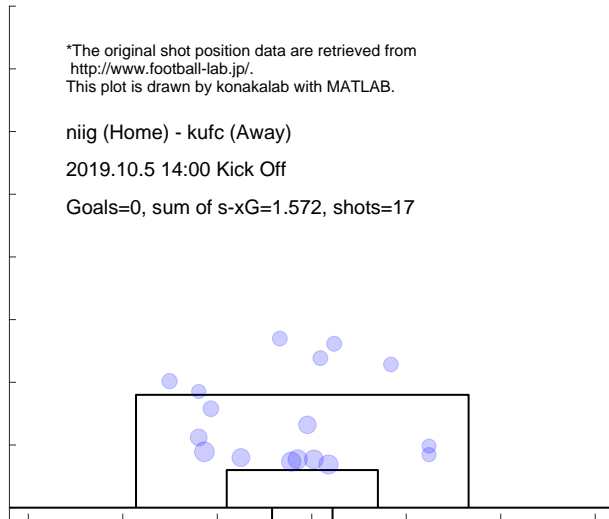 *The original shot position data are retrieved from
http://www.football-lab.jp/.
This plot is drawn by konakalab with MATLAB.
niig (Home) - kufc (Away)
2019.10.5 14:00 Kick Off
Goals=0, sum of s-xG=1.572, shots=17